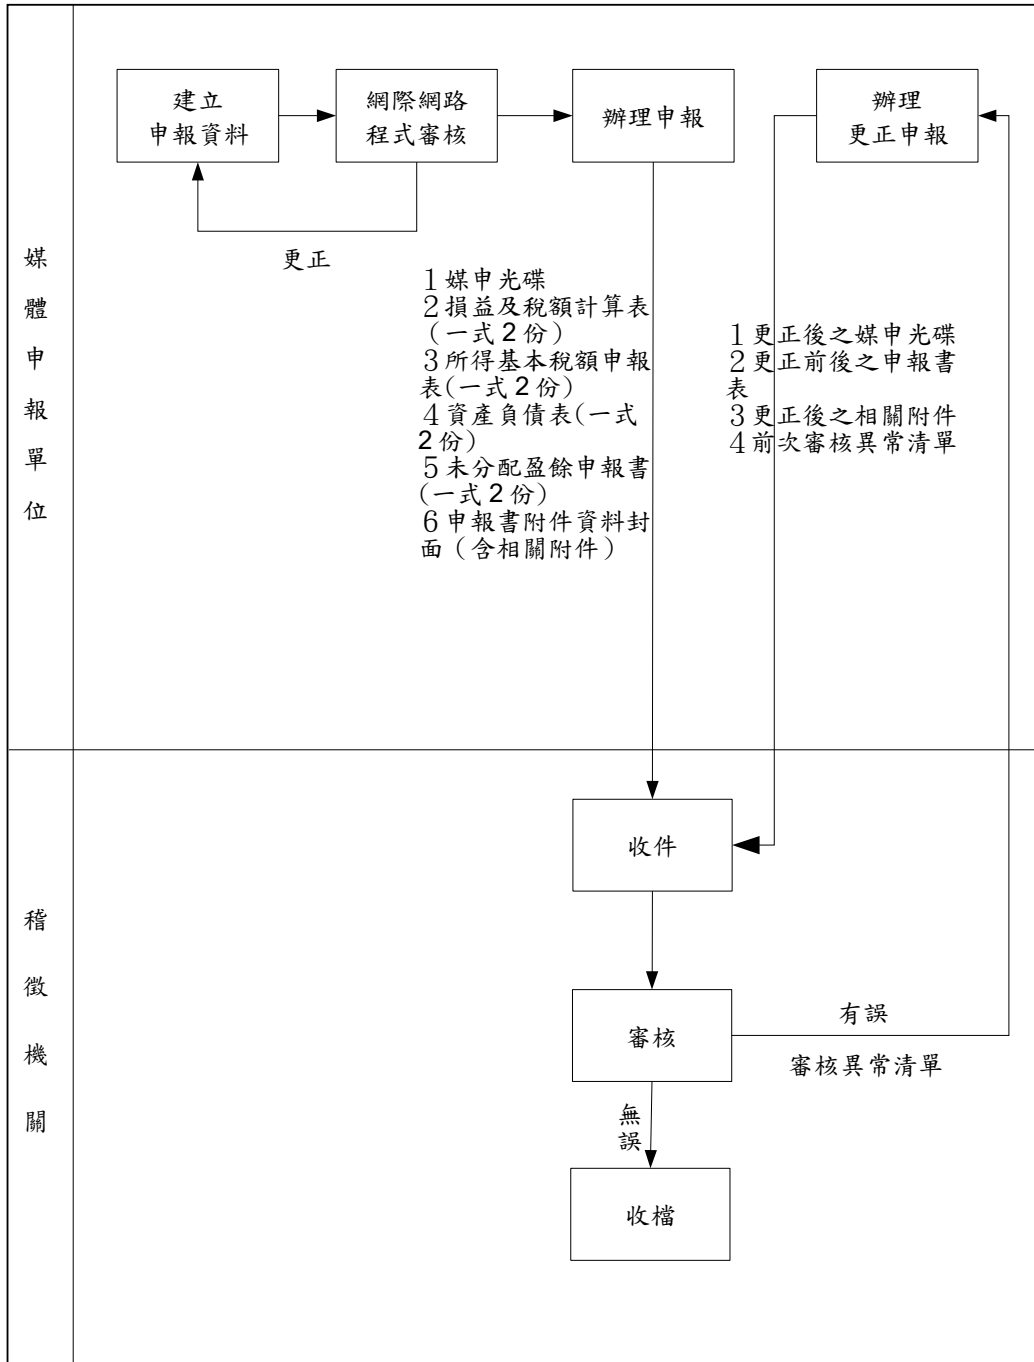 建立
申報資料
網際網路
程式審核
辦理申報
辦理
更正申報
更正
媒體申報單位
1媒申光碟
2損益及稅額計算表
(一式2份)
3所得基本稅額申報
表(一式2份)
4資產負債表(一式
2份)
5未分配盈餘申報書
(一式2份)
6申報書附件資料封
面（含相關附件）
1更正後之媒申光碟
2更正前後之申報書
表
3更正後之相關附件
4前次審核異常清單
稽徵機關
收件
審核
有誤
審核異常清單
無
誤
收檔